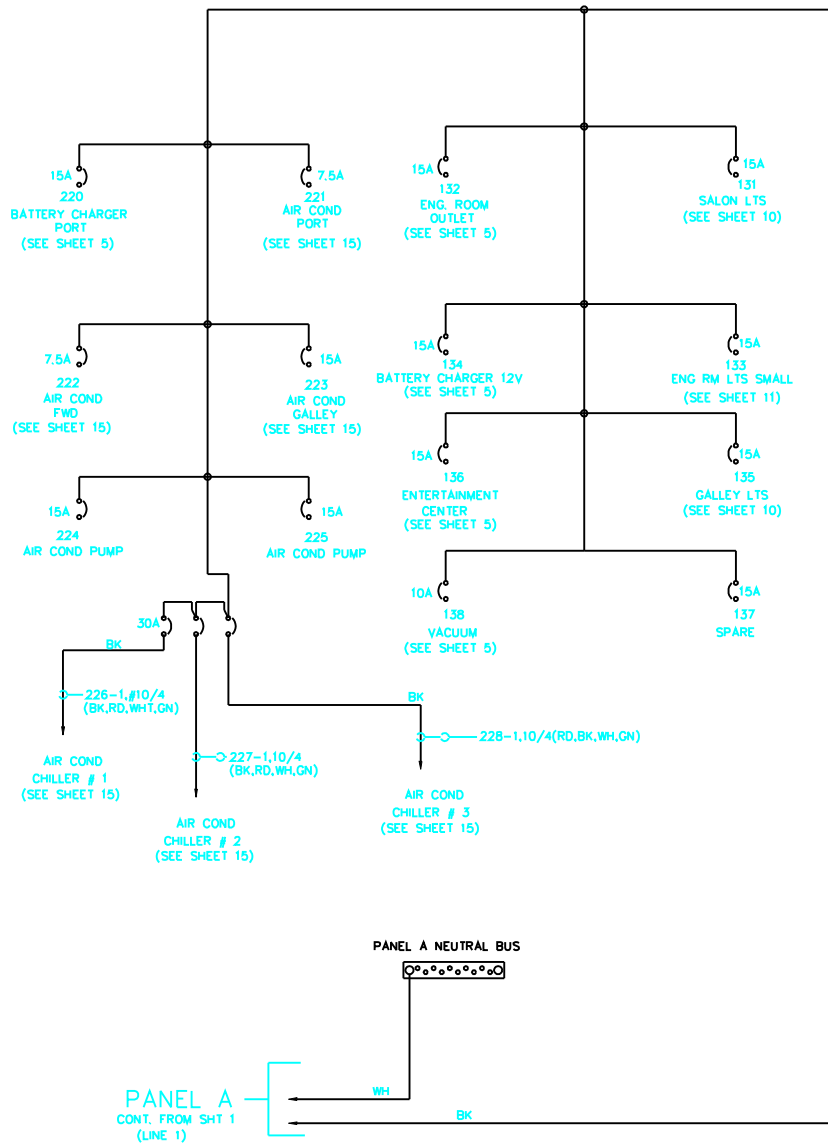 15A
220
BATTERY CHARGER
PORT
(SEE SHEET 5)
7.5A
221
AIR COND
PORT
(SEE SHEET 15)
15A
132
ENG. ROOM
OUTLET
(SEE SHEET 5)
15A
131
SALON LTS
(SEE SHEET 10)
7.5A
222
AIR COND
FWD
(SEE SHEET 15)
15A
223
AIR COND
GALLEY
(SEE SHEET 15)
15A
134
BATTERY CHARGER 12V
(SEE SHEET 5)
15A
133
ENG RM LTS SMALL
(SEE SHEET 11)
15A
136
ENTERTAINMENT
CENTER
(SEE SHEET 5)
15A
135
GALLEY LTS
(SEE SHEET 10)
15A
224
AIR COND PUMP
15A
225
AIR COND PUMP
10A
138
VACUUM
(SEE SHEET 5)
15A
137
SPARE
30A
BK
226-1,#10/4
(BK,RD,WHT,GN)
AIR COND
CHILLER # 1
(SEE SHEET 15)
227-1,10/4
(BK,RD,WH,GN)
AIR COND
CHILLER # 2
(SEE SHEET 15)
BK
228-1,10/4(RD,BK,WH,GN)
AIR COND
CHILLER # 3
(SEE SHEET 15)
PANEL A NEUTRAL BUS
WH
PANEL A
CONT. FROM SHT 1
(LINE 1)
BK